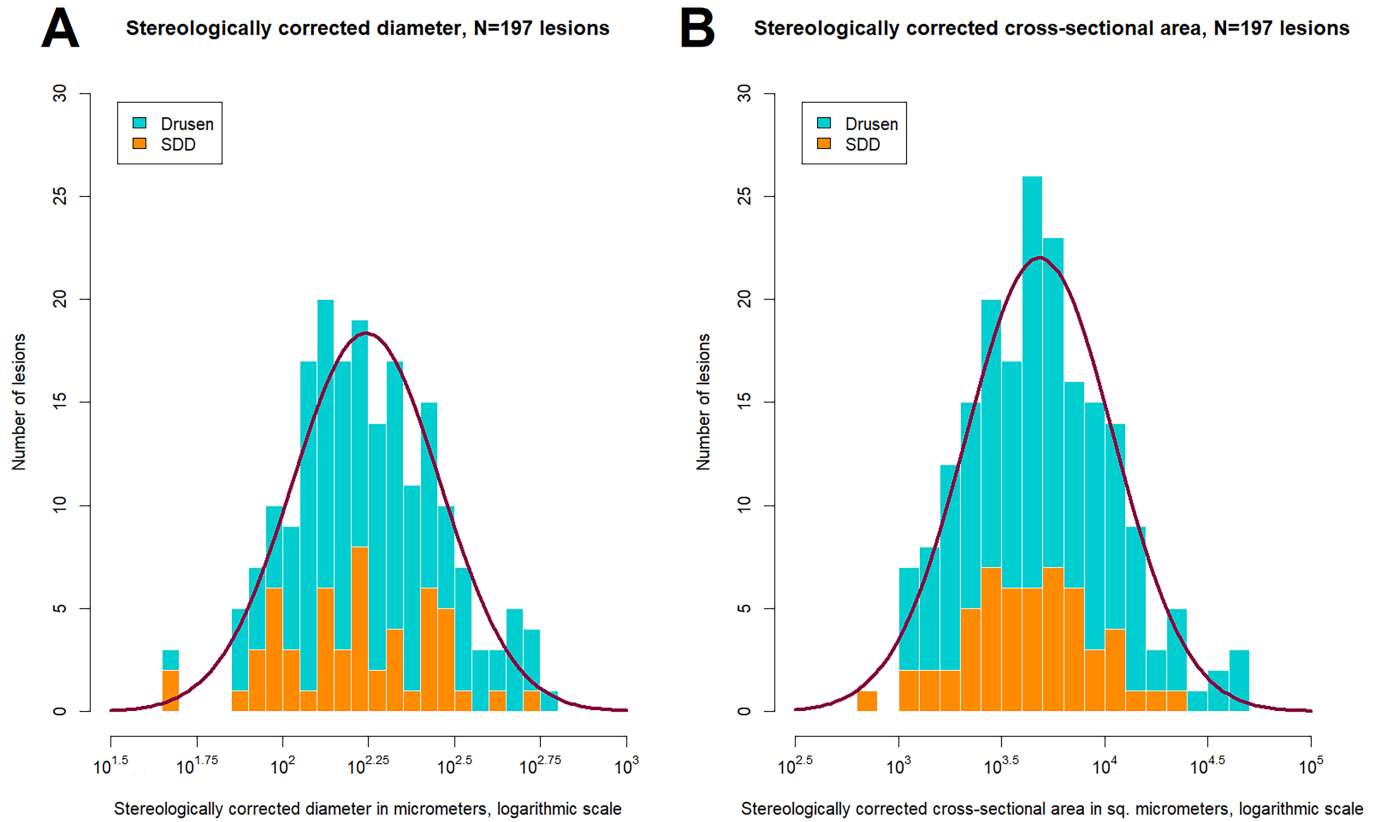 A
Stereologically corrected diameter, N=197 lesions
30
25
20
15
10
5
0
Number of lesions
Drusen
SDD
10^1.5 10^1.75 10^2 10^2.25 10^2.5 10^2.75 10^3
Stereologically corrected diameter in micrometers, logarithmic scale
B
Stereologically corrected cross-sectional area, N=197 lesions
30
25
20
15
10
5
0
Number of lesions
Drusen
SDD
10^2.5 10^3 10^3.5 10^4 10^4.5 10^5
Stereologically corrected cross-sectional area in sq. micrometers, logarithmic scale